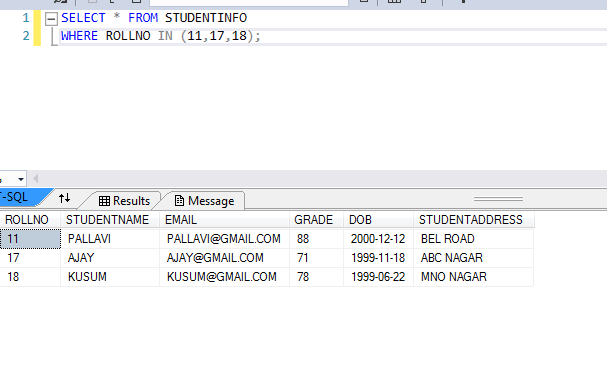 1 SELECT * FROM STUDENTINFO
2 WHERE ROLLNO IN (11,17,18);
T-SQL Results Message
ROLLNO STUDENTNAME EMAIL GRADE DOB STUDENTADDRESS
11 PALLAVI PALLAVI@GMAIL.COM 88 2000-12-12 BEL ROAD
17 AJAY AJAY@GMAIL.COM 71 1999-11-18 ABC NAGAR
18 KUSUM KUSUM@GMAIL.COM 78 1999-06-22 MNO NAGAR